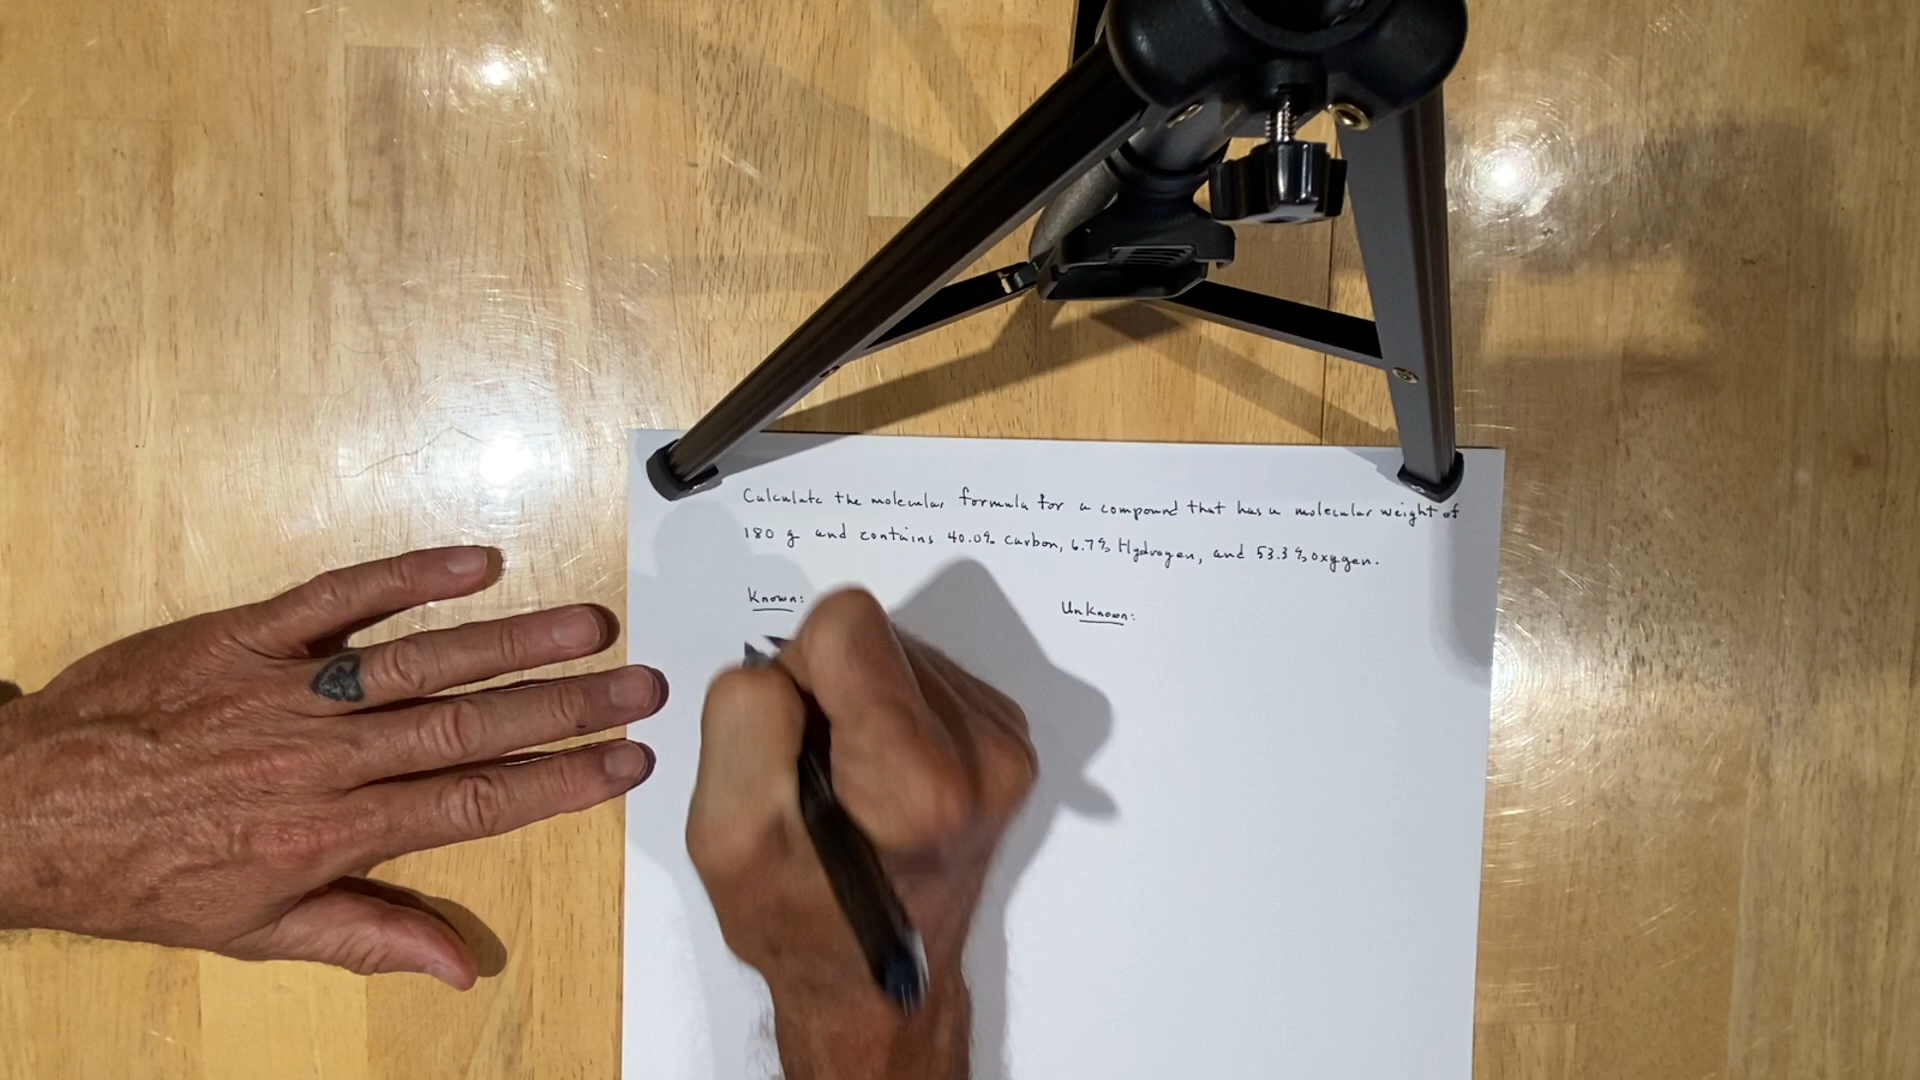 Calculate the molecular formula for a compound that has a molecular weight of
180 g and contains 40.0% carbon, 6.7% Hydrogen, and 53.3% oxygen.
Known: Unknown: